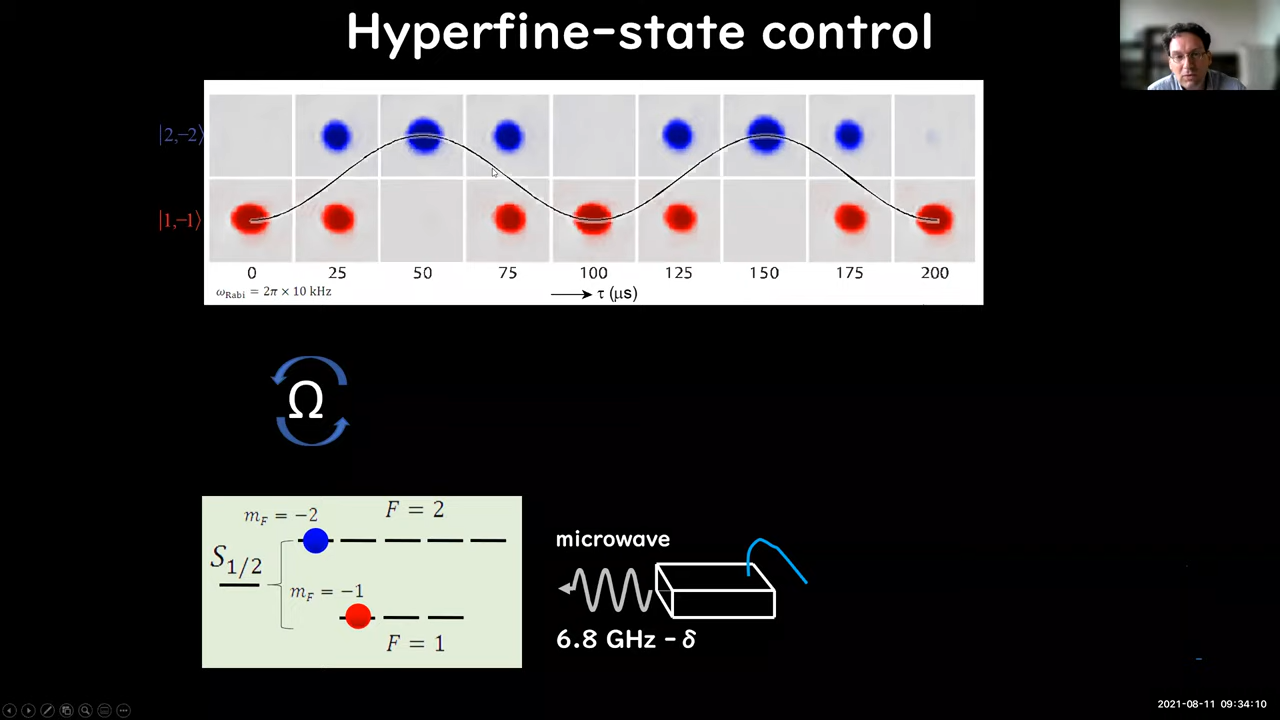 Hyperfine-state control
|2,−2⟩
|1,−1⟩
0 25 50 75 100 125 150 175 200
ω_Rabi = 2π × 10 kHz
τ (μs)
Ω
m_F = −2
F = 2
S_1/2
m_F = −1
F = 1
microwave
6.8 GHz - δ
2021-08-11 09:34:10